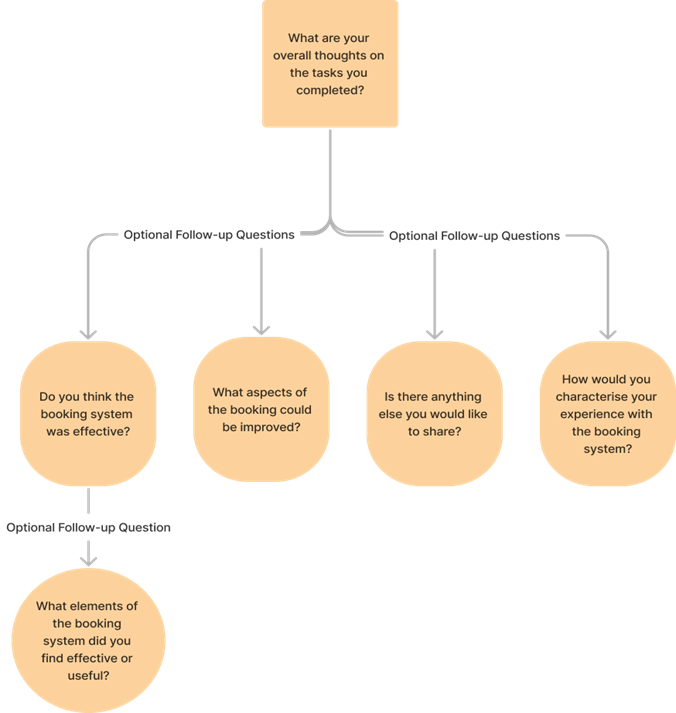 What are your
overall thoughts on
the tasks you
completed?
Optional Follow-up Questions
Optional Follow-up Questions
Do you think the
booking system
was effective?
What aspects of
the booking could
be improved?
Is there anything
else you would like
to share?
How would you
characterise your
experience with
the booking
system?
Optional Follow-up Question
What elements of
the booking
system did you
find effective or
useful?